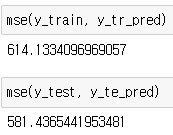 mse(y_train, y_tr_pred)
614.1334096969057
mse(y_test, y_te_pred)
581.4365441953481